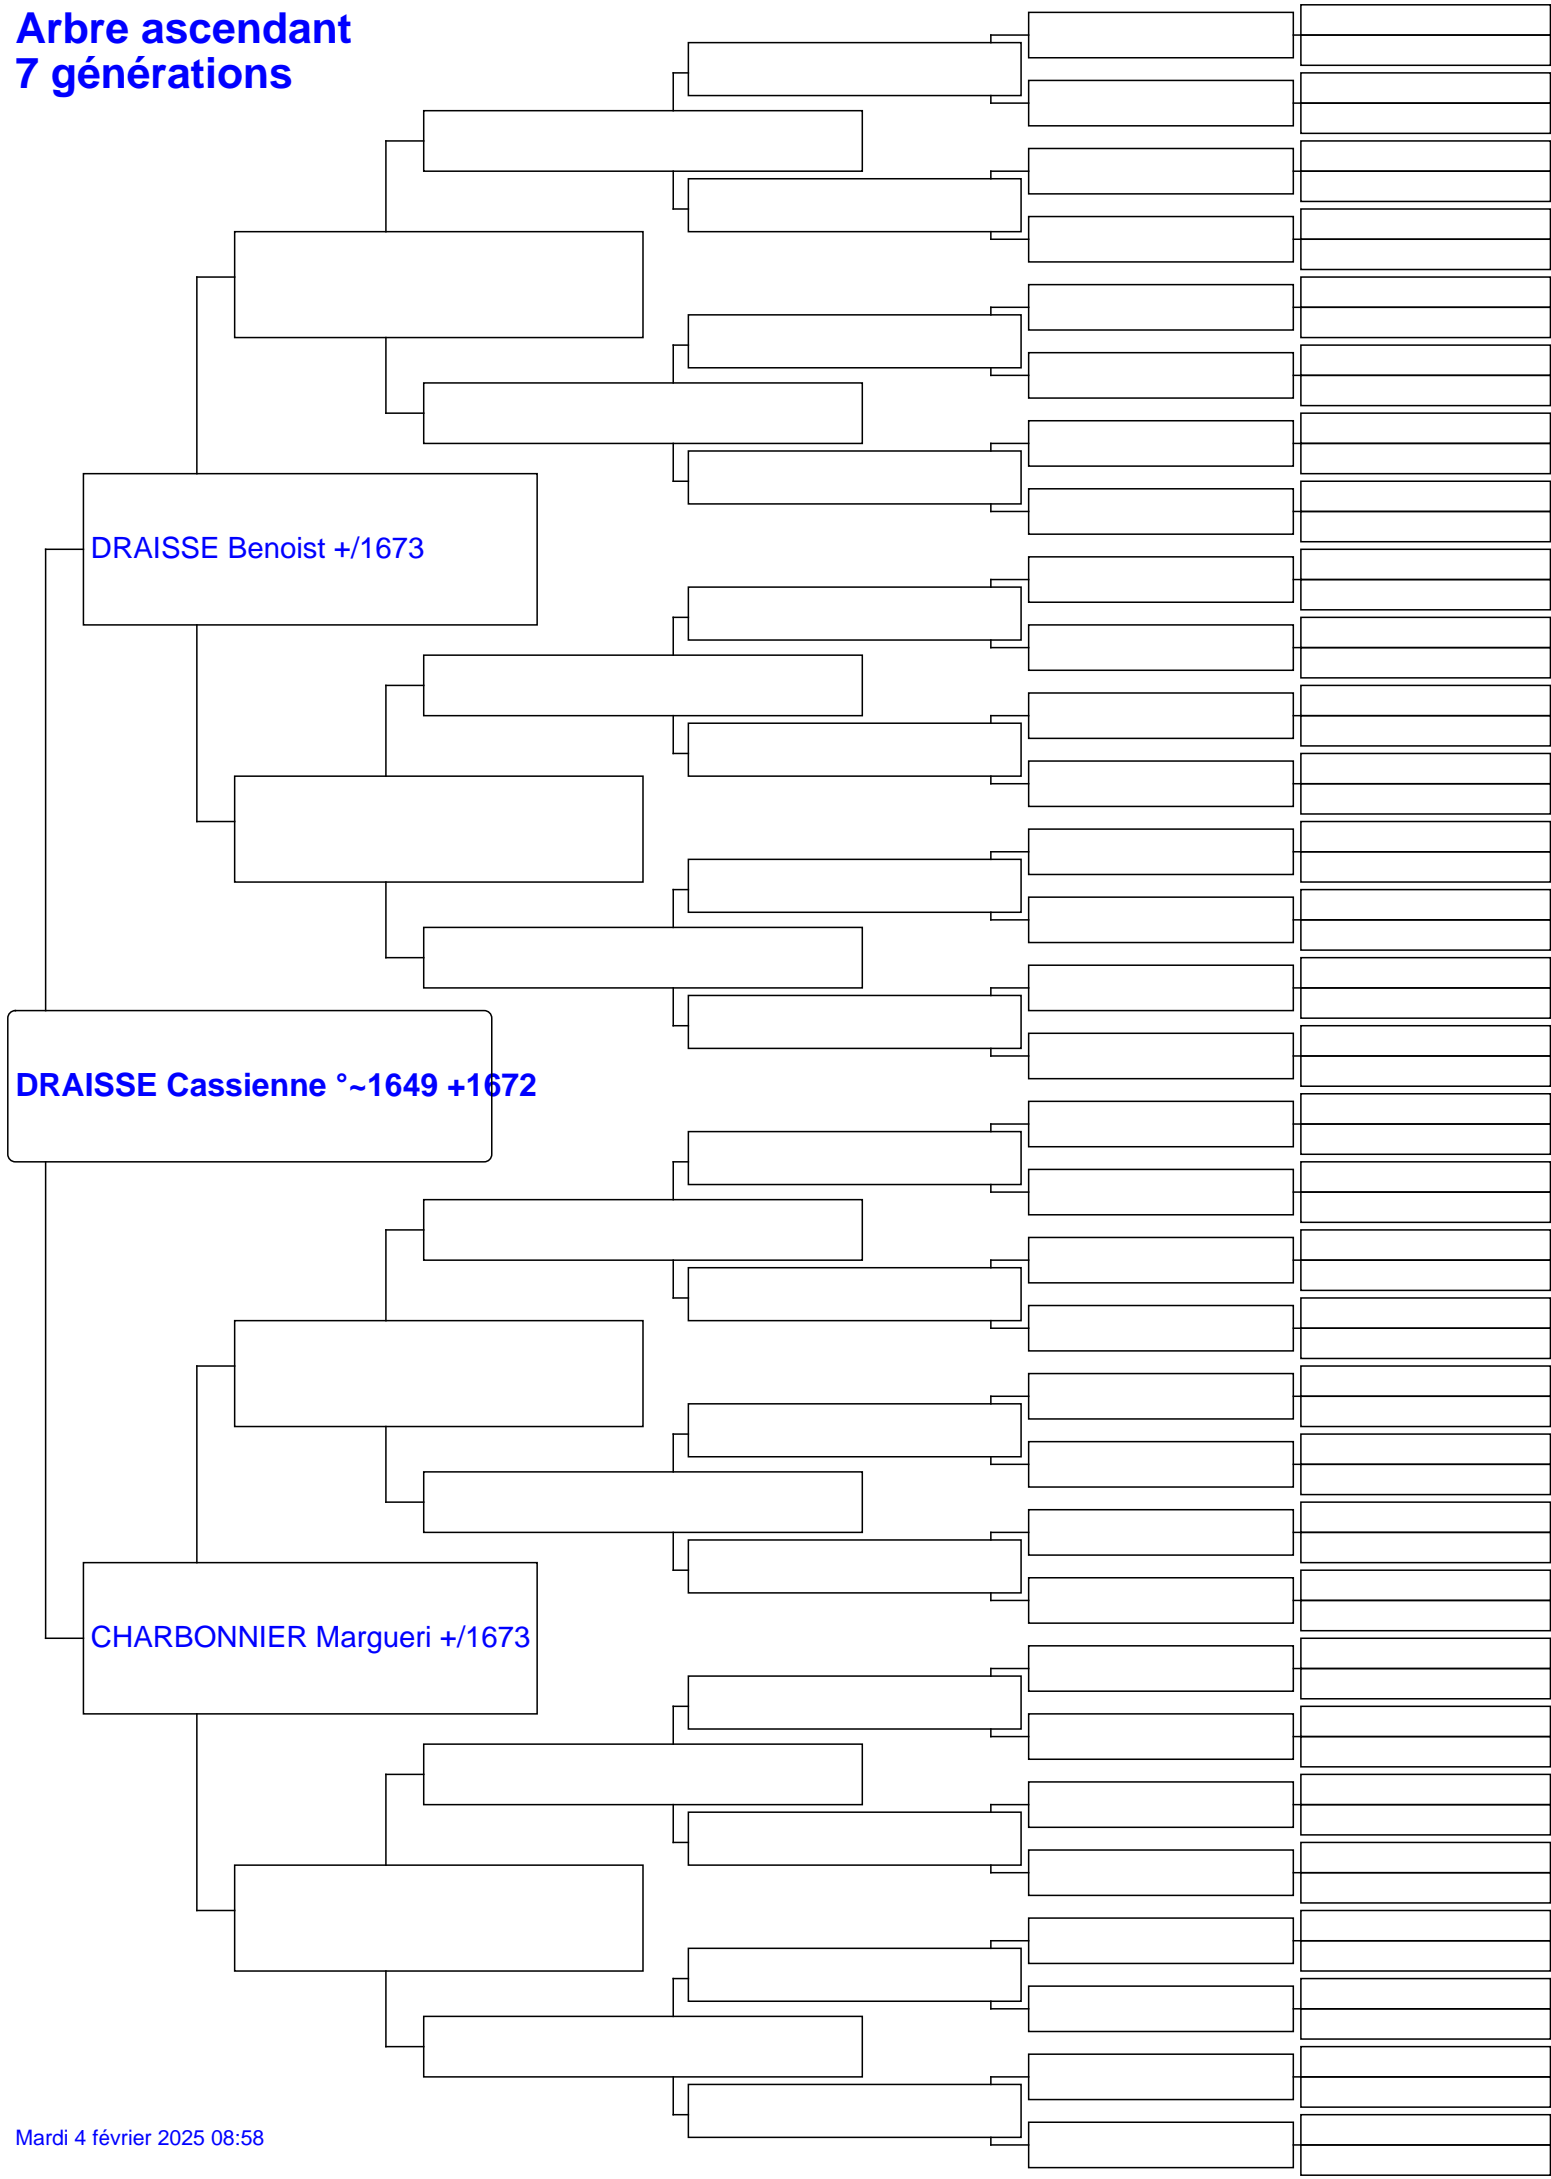 Arbre ascendant
7 générations
DRAISSE Benoist +/1673
DRAISSE Cassienne °~1649 +1672
CHARBONNIER Margueri +/1673
Mardi 4 février 2025 08:58